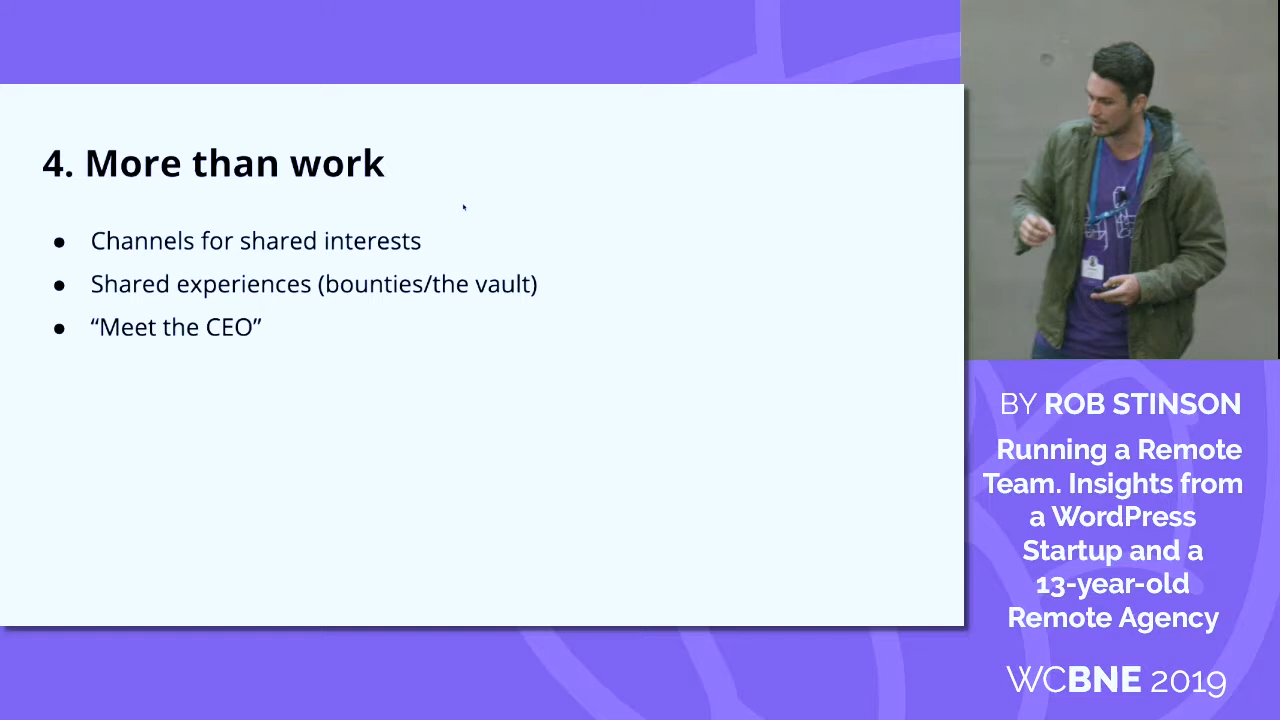 4. More than work
● Channels for shared interests
● Shared experiences (bounties/the vault)
● “Meet the CEO”
BY ROB STINSON
Running a Remote
Team. Insights from
a WordPress
Startup and a
13-year-old
Remote Agency
WCBNE 2019